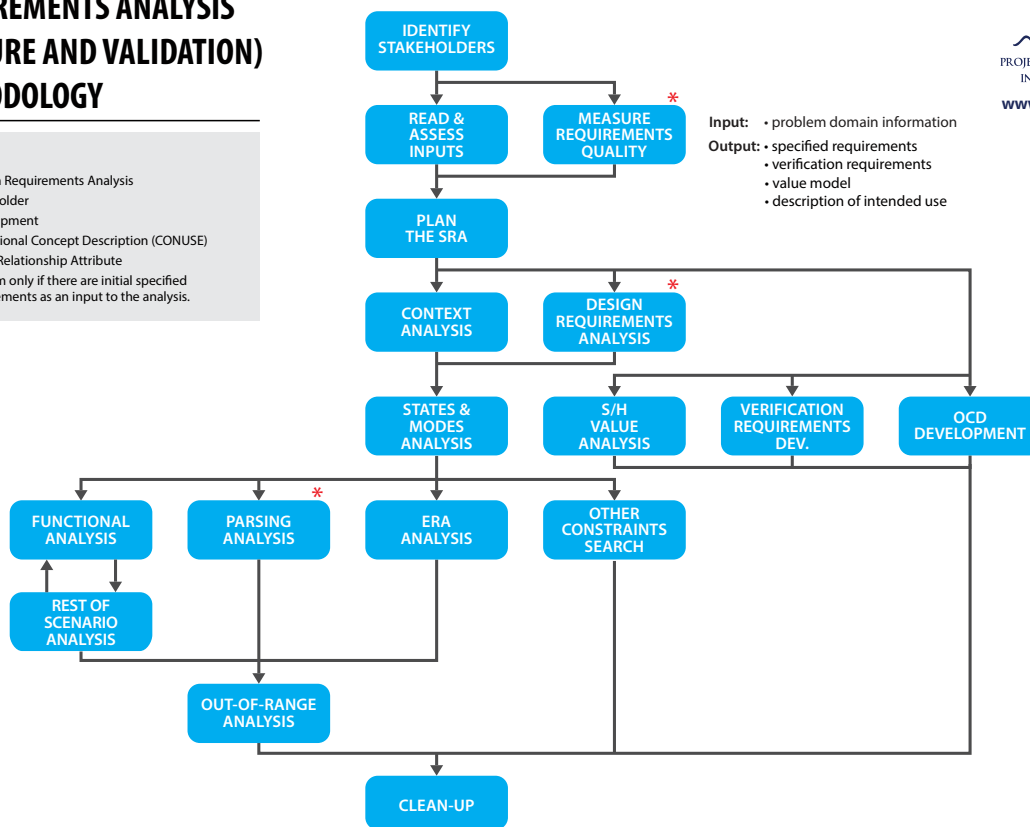 REMENTS ANALYSIS
URE AND VALIDATION)
ODOLOGY
Requirements Analysis
older
pment
ional Concept Description (CONUSE)
Relationship Attribute
m only if there are initial specified
ements as an input to the analysis.
IDENTIFY
STAKEHOLDERS
PROJE
IN
www
READ &
ASSESS
INPUTS
*
MEASURE
REQUIREMENTS
QUALITY
Input: • problem domain information
Output: • specified requirements
• verification requirements
• value model
• description of intended use
PLAN
THE SRA
CONTEXT
ANALYSIS
*
DESIGN
REQUIREMENTS
ANALYSIS
STATES &
MODES
ANALYSIS
S/H
VALUE
ANALYSIS
VERIFICATION
REQUIREMENTS
DEV.
OCD
DEVELOPMENT
FUNCTIONAL
ANALYSIS
*
PARSING
ANALYSIS
ERA
ANALYSIS
OTHER
CONSTRAINTS
SEARCH
REST OF
SCENARIO
ANALYSIS
OUT-OF-RANGE
ANALYSIS
CLEAN-UP